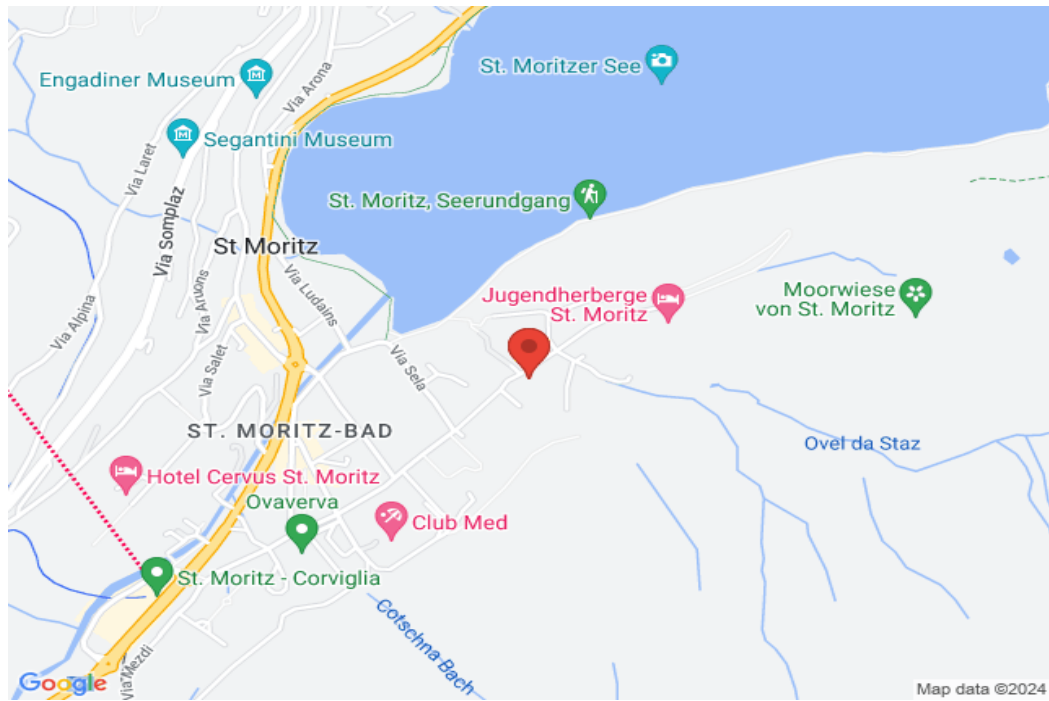 St. Moritzer See
Engadiner Museum
Via Arona
Segantini Museum
Via Laret
St. Moritz, Seerundgang
Via Somplaz
St Moritz
Via Ludains
Via Aruons
Via Alpina
Jugendherberge
St. Moritz
Moorwiese
von St. Moritz
Via Salet
Via Sela
ST. MORITZ-BAD
Ovel da Staz
Hotel Cervus St. Moritz
Ovaverva
Club Med
St. Moritz - Corviglia
Cotschna Bach
Via Mezdi
Google
Map data ©2024